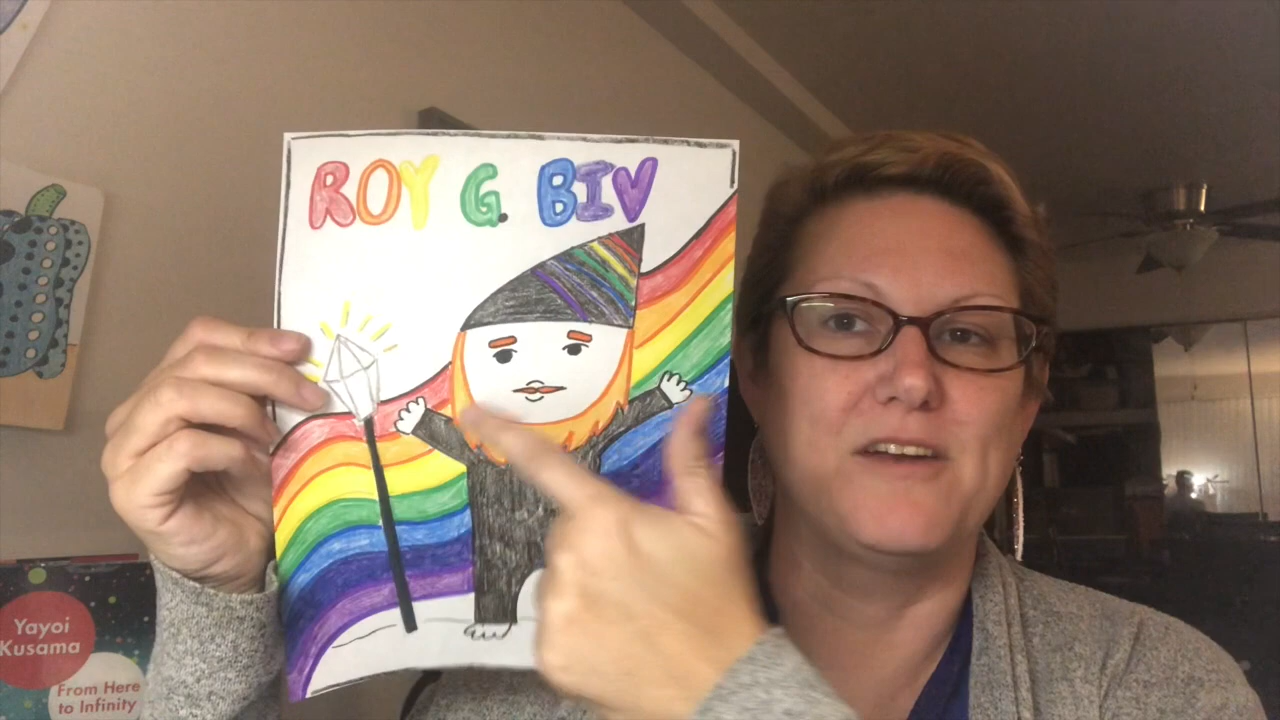 ROY G. BIV
Yayoi
Kusama
From Here
to Infinity